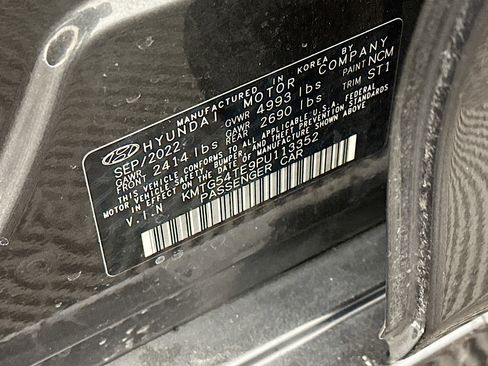 MANUFACTURED IN KOREA BY
HYUNDAI MOTOR COMPANY
SEP/2022 GVWR 4993 lbs PAINT NCM
GAWR FRONT 2414 lbs GAWR REAR 2690 lbs TRIM ST1
THIS VEHICLE CONFORMS TO ALL APPLICABLE U.S.A. FEDERAL
MOTOR VEHICLE SAFETY, BUMPER, AND THEFT PREVENTION STANDARDS
IN EFFECT ON THE DATE OF MANUFACTURE SHOWN ABOVE
V.I.N KMTG54TE9PU113352
PASSENGER CAR